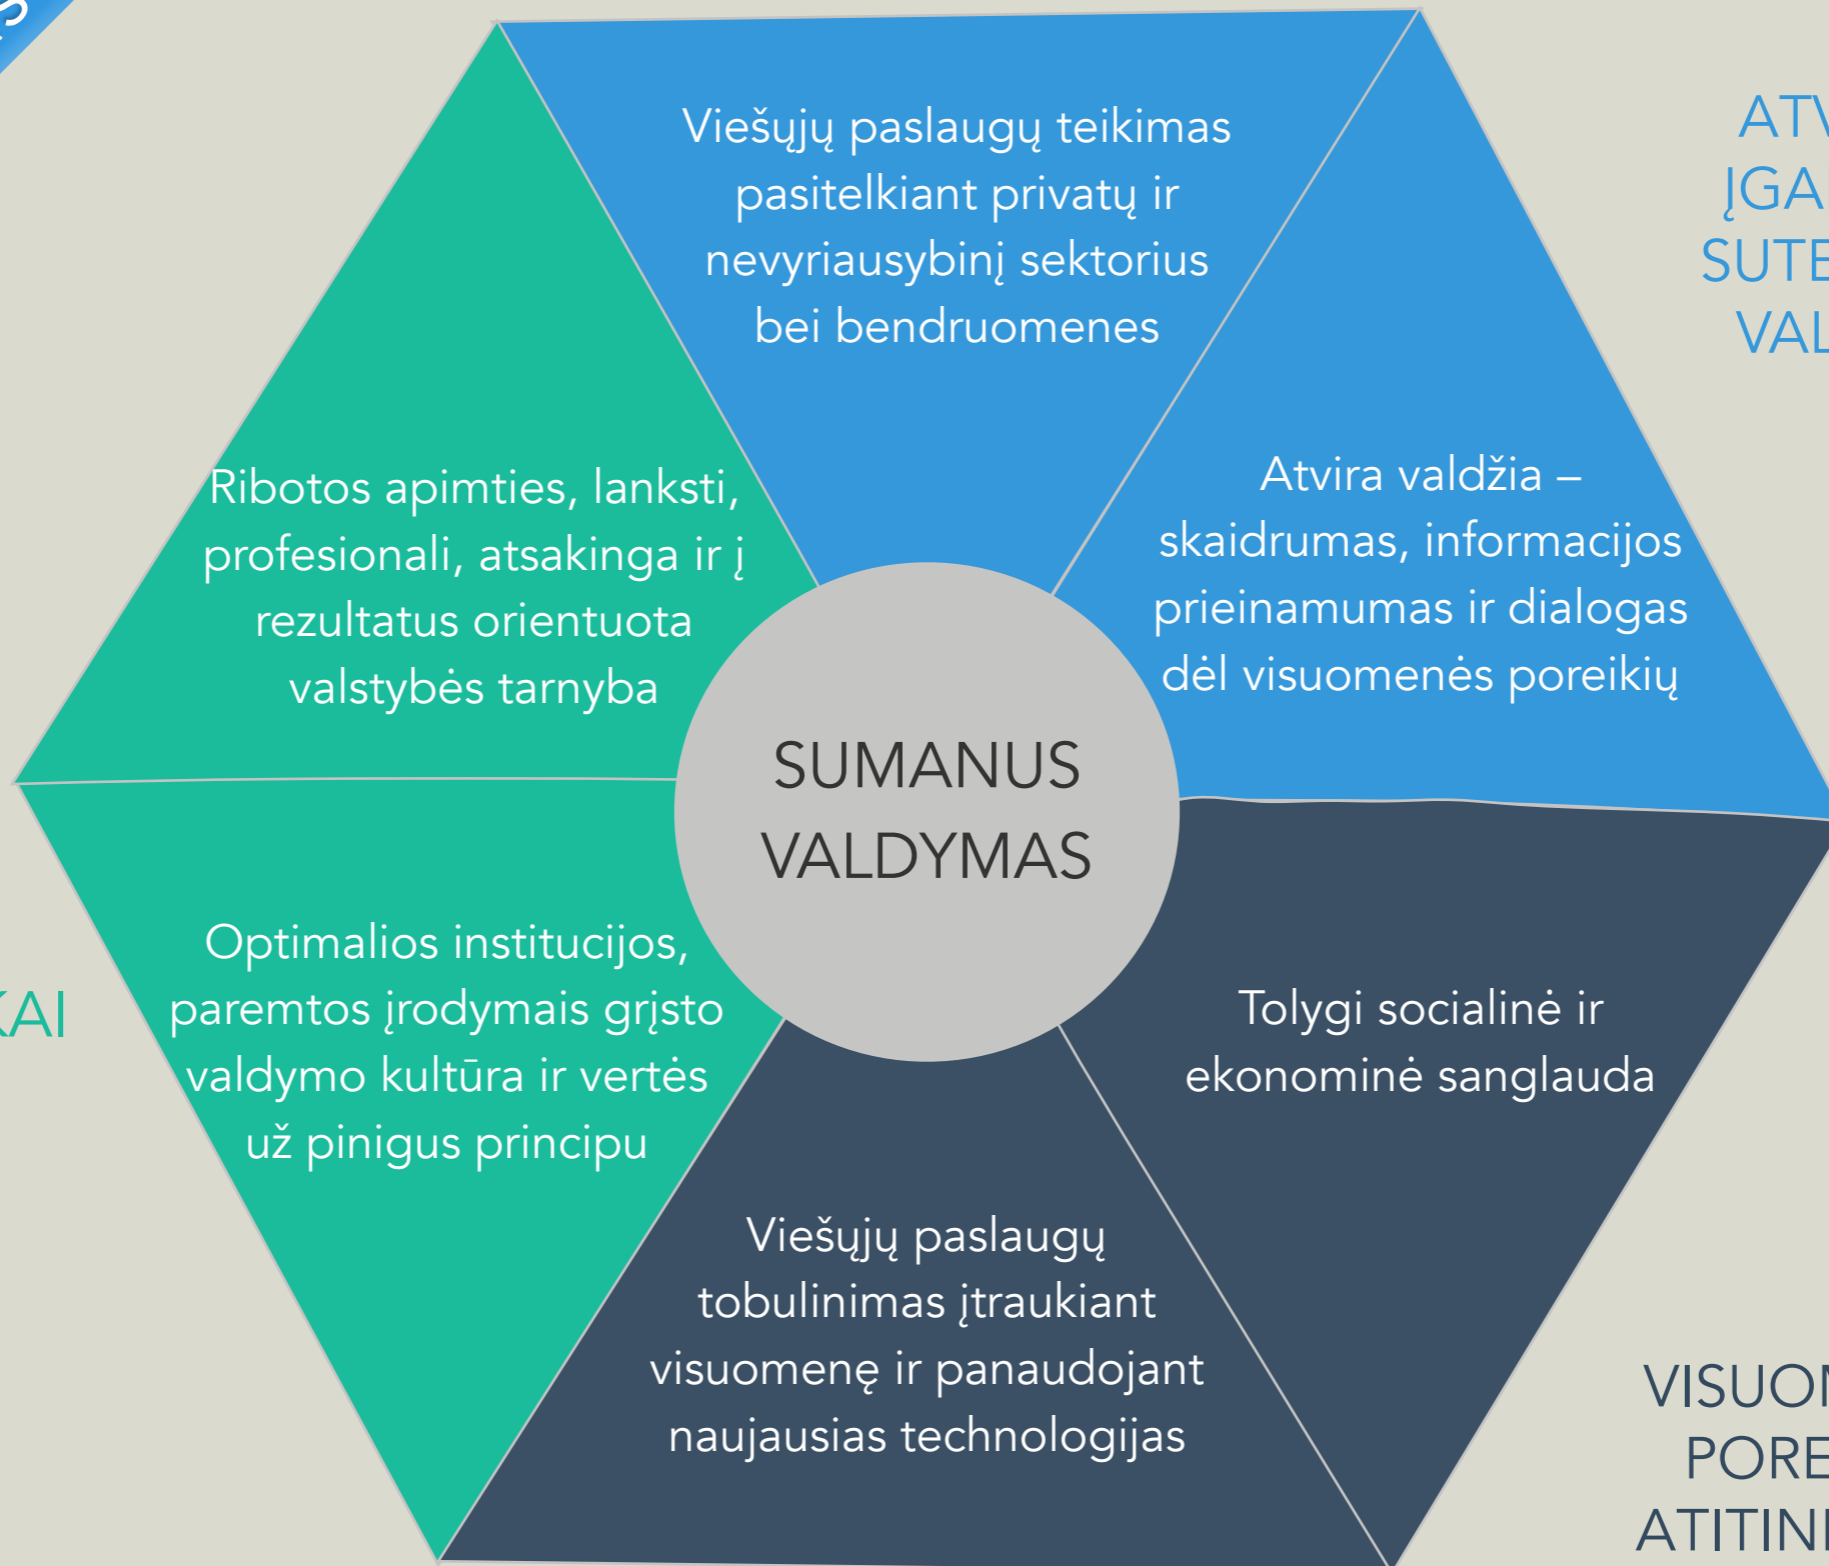 Viešųjų paslaugų teikimas
pasitelkiant privatų ir
nevyriausybinį sektorius
bei bendruomenes
Ribotos apimties, lanksti,
profesionali, atsakinga ir į
rezultatus orientuota
valstybės tarnyba
Atvira valdžia –
skaidrumas, informacijos
prieinamumas ir dialogas
dėl visuomenės poreikių
SUMANUS
VALDYMAS
Optimalios institucijos,
paremtos įrodymais grįsto
valdymo kultūra ir vertės
už pinigus principu
Tolygi socialinė ir
ekonominė sanglauda
Viešųjų paslaugų
tobulinimas įtraukiant
visuomenę ir panaudojant
naujausias technologijas